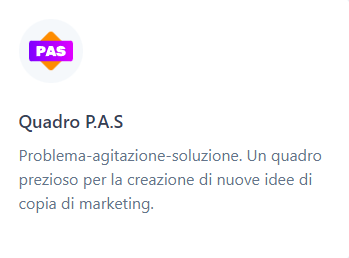 PAS
Quadro P.A.S
Problema-agitazione-soluzione. Un quadro
prezioso per la creazione di nuove idee di
copia di marketing.